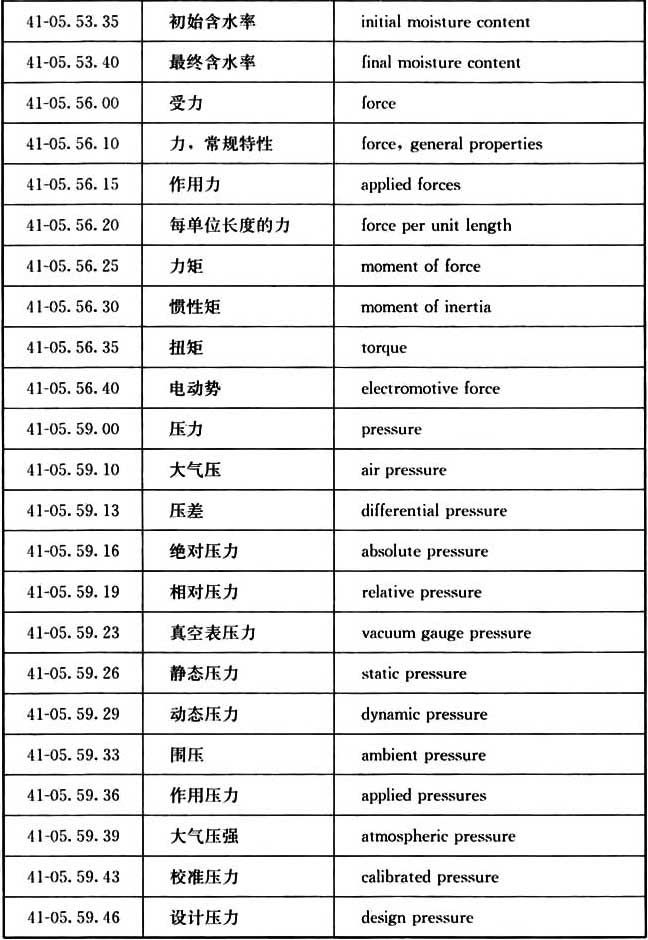 41-05.53.35 初始含水率 initial moisture content
41-05.53.40 最终含水率 final moisture content
41-05.56.00 受力 force
41-05.56.10 力，常规特性 force, general properties
41-05.56.15 作用力 applied forces
41-05.56.20 每单位长度的力 force per unit length
41-05.56.25 力矩 moment of force
41-05.56.30 惯性矩 moment of inertia
41-05.56.35 扭矩 torque
41-05.56.40 电动势 electromotive force
41-05.59.00 压力 pressure
41-05.59.10 大气压 air pressure
41-05.59.13 压差 differential pressure
41-05.59.16 绝对压力 absolute pressure
41-05.59.19 相对压力 relative pressure
41-05.59.23 真空表压力 vacuum gauge pressure
41-05.59.26 静态压力 static pressure
41-05.59.29 动态压力 dynamic pressure
41-05.59.33 围压 ambient pressure
41-05.59.36 作用压力 applied pressures
41-05.59.39 大气压强 atmospheric pressure
41-05.59.43 校准压力 calibrated pressure
41-05.59.46 设计压力 design pressure